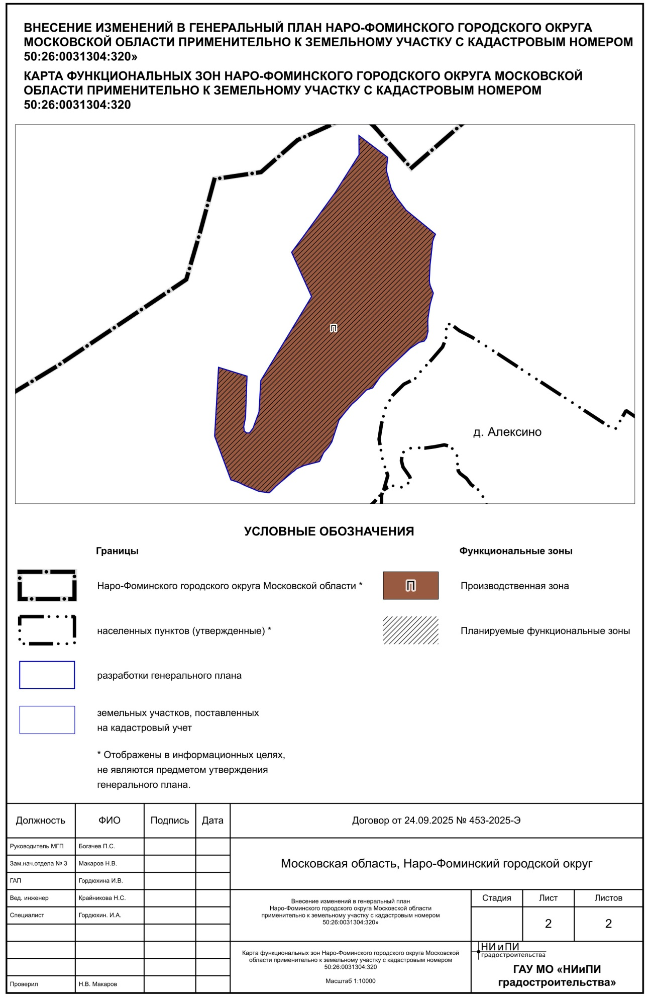 ВНЕСЕНИЕ ИЗМЕНЕНИЙ В ГЕНЕРАЛЬНЫЙ ПЛАН НАРО-ФОМИНСКОГО ГОРОДСКОГО ОКРУГА
МОСКОВСКОЙ ОБЛАСТИ ПРИМЕНИТЕЛЬНО К ЗЕМЕЛЬНОМУ УЧАСТКУ С КАДАСТРОВЫМ НОМЕРОМ
50:26:0031304:320»
КАРТА ФУНКЦИОНАЛЬНЫХ ЗОН НАРО-ФОМИНСКОГО ГОРОДСКОГО ОКРУГА МОСКОВСКОЙ
ОБЛАСТИ ПРИМЕНИТЕЛЬНО К ЗЕМЕЛЬНОМУ УЧАСТКУ С КАДАСТРОВЫМ НОМЕРОМ
50:26:0031304:320
П
д. Алексино
УСЛОВНЫЕ ОБОЗНАЧЕНИЯ
Границы
Наро-Фоминского городского округа Московской области *
населенных пунктов (утвержденные) *
разработки генерального плана
земельных участков, поставленных
на кадастровый учет
* Отображены в информационных целях,
не являются предметом утверждения
генерального плана.
Функциональные зоны
П
Производственная зона
Планируемые функциональные зоны
Должность ФИО Подпись Дата
Руководитель МГП Богачев П.С.
Зам.нач.отдела № 3 Макаров Н.В.
ГАП Гордюхина И.В.
Вед. инженер Крайникова Н.С.
Специалист Гордюхин. И.А.
Проверил Н.В. Макаров
Договор от 24.09.2025 № 453-2025-Э
Московская область, Наро-Фоминский городской округ
Внесение изменений в генеральный план
Наро-Фоминского городского округа Московской области
применительно к земельному участку с кадастровым номером
50:26:0031304:320»
Стадия Лист Листов
2 2
Карта функциональных зон Наро-Фоминского городского округа Московской
области применительно к земельному участку с кадастровым номером
50:26:0031304:320
Масштаб 1:10000
НИиПИ
градостроительства
ГАУ МО «НИиПИ
градостроительства»